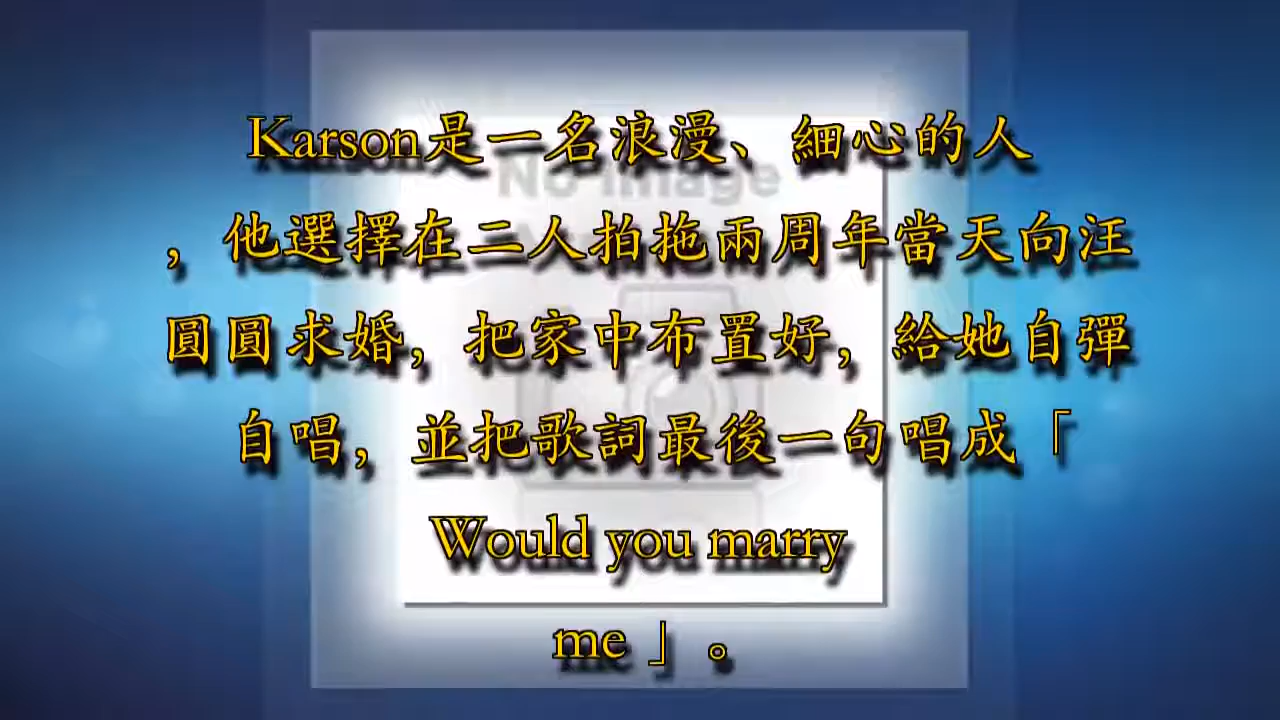 Karson是一名浪漫、細心的人
，他選擇在二人拍拖兩周年當天向汪
圓圓求婚，把家中布置好，給她自彈
自唱，並把歌詞最後一句唱成「
Would you marry
me 」。
No Image